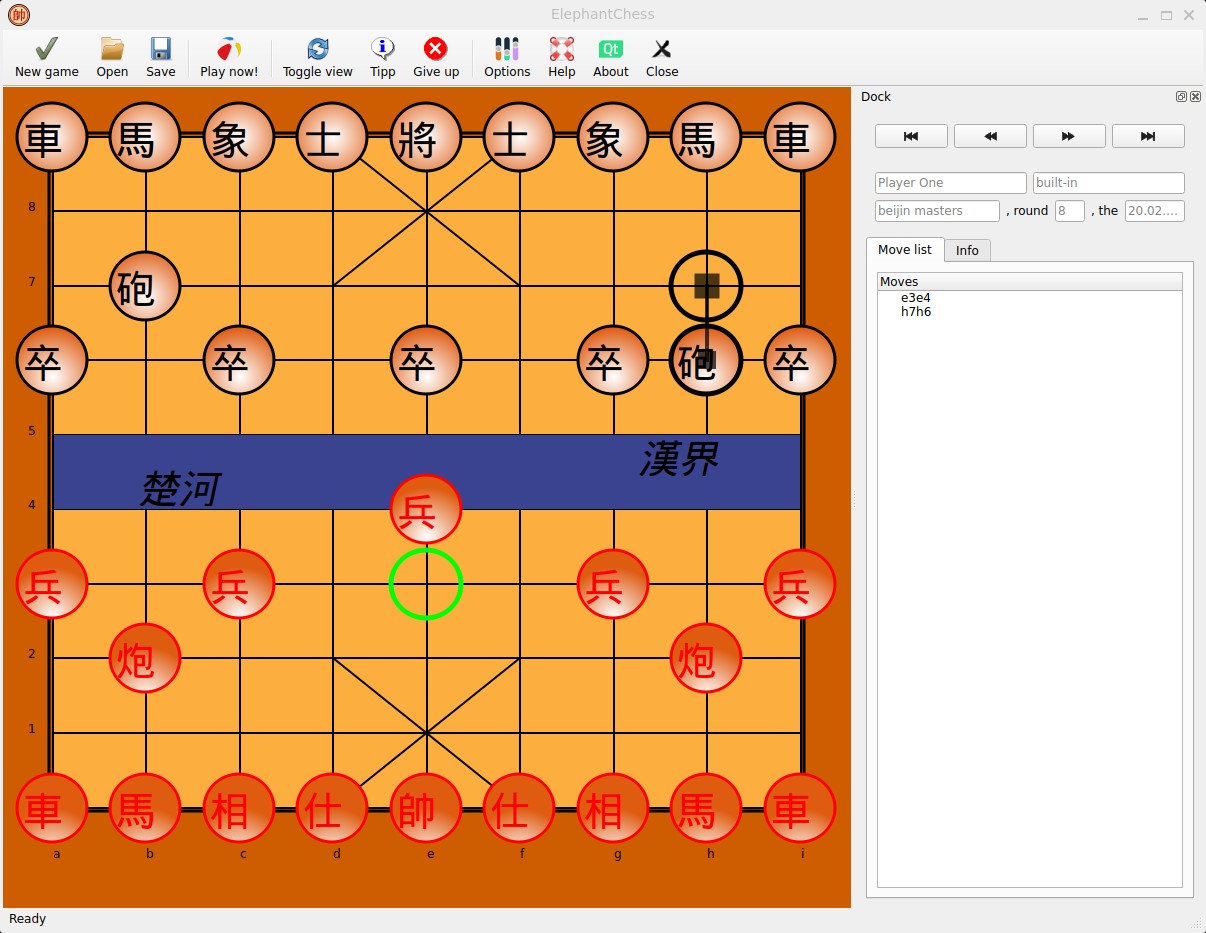 帥 ElephantChess
New game Open Save Play now! Toggle view Tipp Give up Options Help Qt About Close
Dock
車 馬 象 士 將 士 象 馬 車
Player One built-in
8
beijin masters , round 8 , the 20.02....
Move list Info
7 砲
Moves
e3e4
h7h6
卒 卒 卒 卒 砲 卒
5
漢界
楚河
4 兵
兵 兵 兵 兵
2 炮 炮
1
車 馬 相 仕 帥 仕 相 馬 車
a b c d e f g h i
Ready